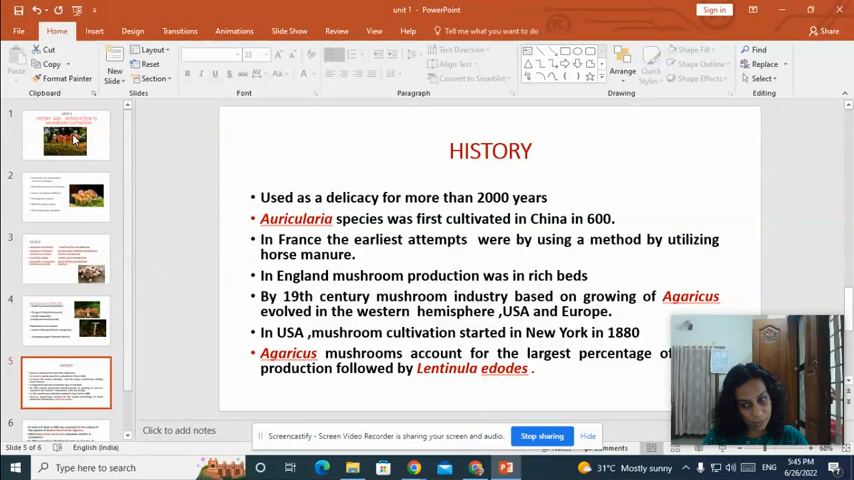 unit 1 - PowerPoint
Sign in
File Home Insert Design Transitions Animations Slide Show Review View Help Tell me what you want to do
Share
Paste
Cut
Copy
Format Painter
Clipboard
New
Slide
Layout
Reset
Section
Slides
33
Font
Text Direction
Align Text
Convert to SmartArt
Paragraph
Arrange
Quick
Styles
Shape Fill
Shape Outline
Shape Effects
Drawing
Find
Replace
Select
Editing
1
2
3
4
5
6
HISTORY
HISTORY
• Used as a delicacy for more than 2000 years
• Auricularia species was first cultivated in China in 600.
• In France the earliest attempts were by using a method by utilizing
horse manure.
• In England mushroom production was in rich beds
• By 19th century mushroom industry based on growing of Agaricus
evolved in the western hemisphere ,USA and Europe.
• In USA ,mushroom cultivation started in New York in 1880
• Agaricus mushrooms account for the largest percentage of
production followed by Lentinula edodes .
Click to add notes
Screencastify - Screen Video Recorder is sharing your screen and audio.
Stop sharing
Hide
Slide 5 of 6
English (India)
Comments
68%
Type here to search
31°C Mostly sunny
ENG
5:45 PM
6/26/2022